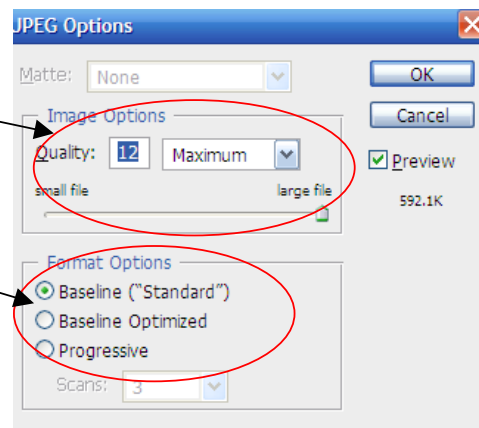 JPEG Options
Matte: None
OK
Image Options
Cancel
Quality: 12 Maximum
Preview
small file large file
592.1K
Format Options
Baseline ("Standard")
Baseline Optimized
Progressive
Scans: 3